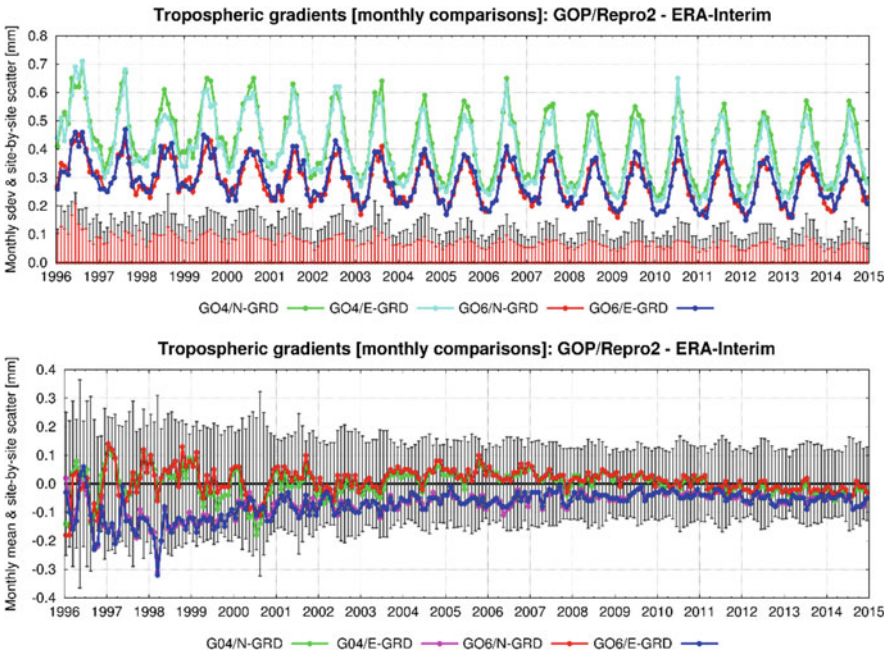 Tropospheric gradients [monthly comparisons]: GOP/Repro2 - ERA-Interim
Monthly sdev & site-by-site scatter [mm]
0.8
0.7
0.6
0.5
0.4
0.3
0.2
0.1
0.0
1996 1997 1998 1999 2000 2001 2002 2003 2004 2005 2006 2007 2008 2009 2010 2011 2012 2013 2014 2015
GO4/N-GRD GO4/E-GRD GO6/N-GRD GO6/E-GRD
Tropospheric gradients [monthly comparisons]: GOP/Repro2 - ERA-Interim
Monthly mean & site-by-site scatter [mm]
0.4
0.3
0.2
0.1
0.0
-0.1
-0.2
-0.3
-0.4
1996 1997 1998 1999 2000 2001 2002 2003 2004 2005 2006 2007 2008 2009 2010 2011 2012 2013 2014 2015
G04/N-GRD G04/E-GRD GO6/N-GRD GO6/E-GRD